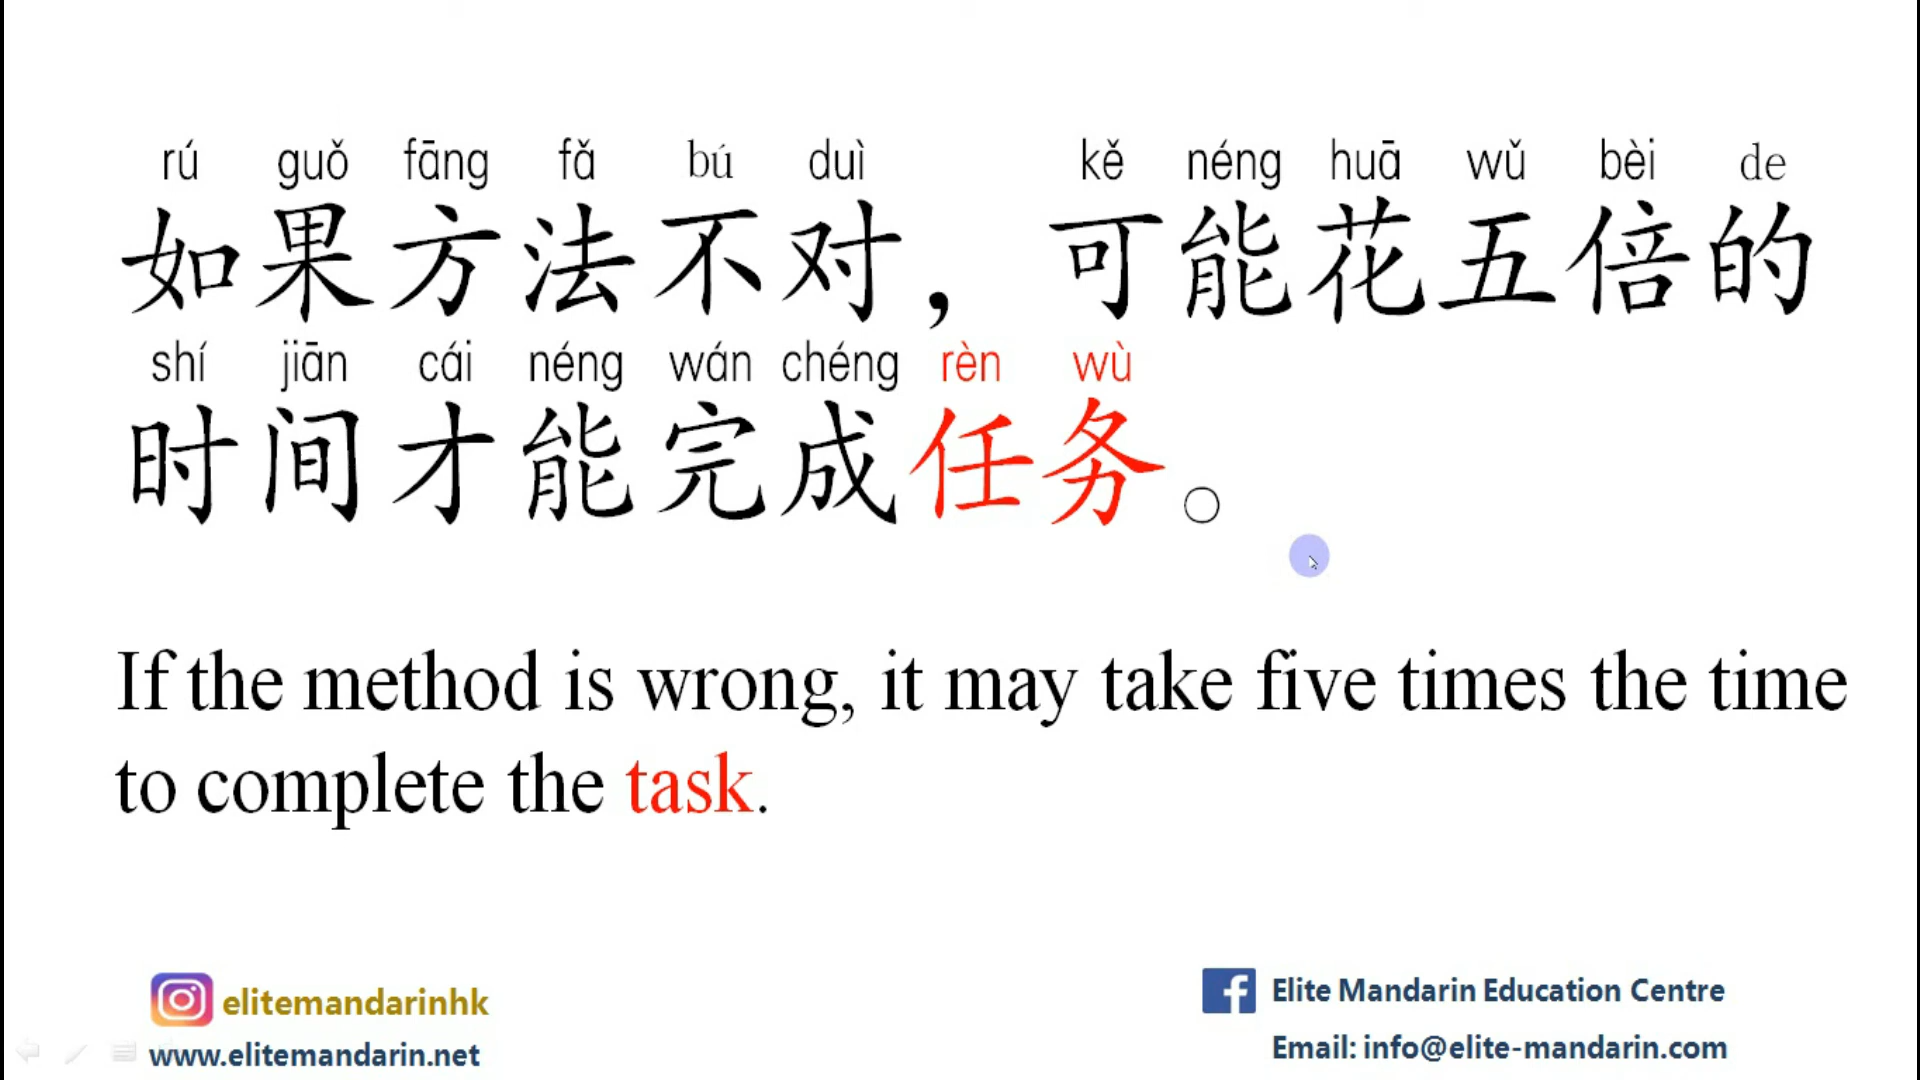 rú guǒ fāng fǎ bú duì kě néng huā wǔ bèi de
如果方法不对，可能花五倍的
shí jiān cái néng wán chéng rèn wù
时间才能完成任务。
If the method is wrong, it may take five times the time
to complete the task.
elitemandarinhk
www.elitemandarin.net
Elite Mandarin Education Centre
Email: info@elite-mandarin.com